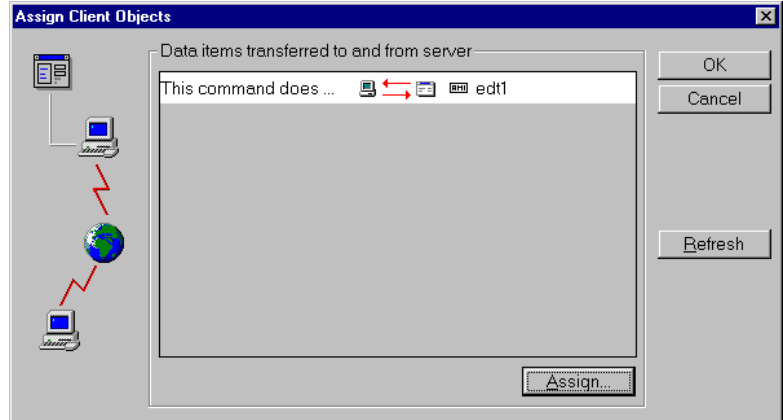 Assign Client Objects
Data items transferred to and from server
This command does ... edt1
OK
Cancel
Refresh
Assign...